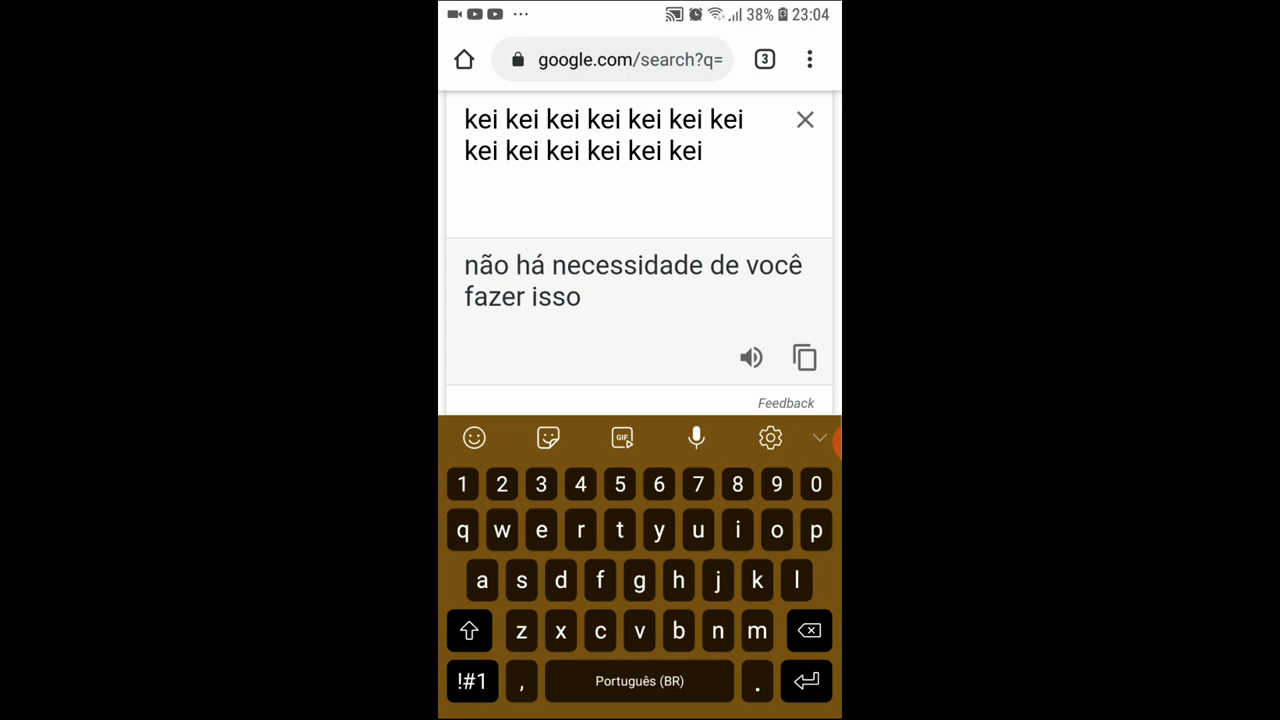 38% 23:04
google.com/search?q= 3
kei kei kei kei kei kei kei
kei kei kei kei kei kei
não há necessidade de você
fazer isso
Feedback
GIF
1 2 3 4 5 6 7 8 9 0
q w e r t y u i o p
a s d f g h j k l
z x c v b n m
!#1 , Português (BR) .